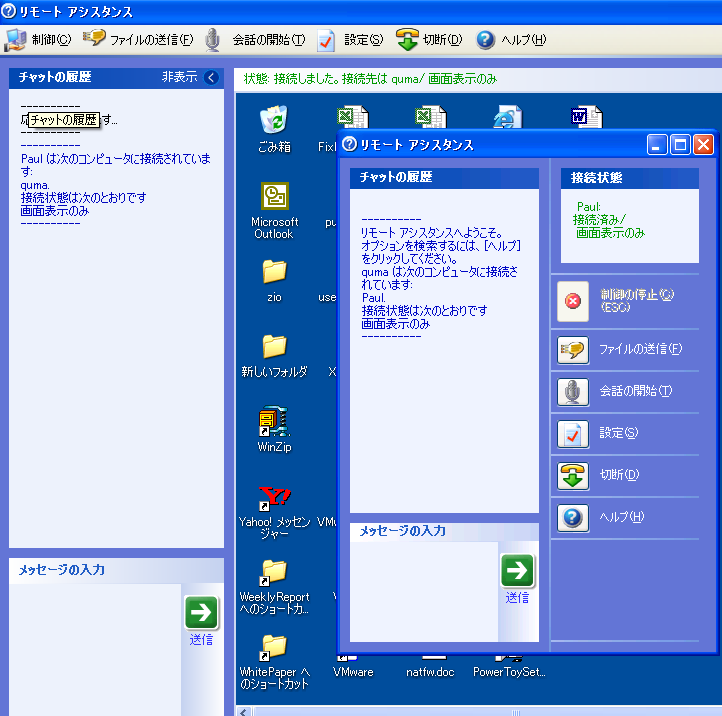 リモート アシスタンス
制御(C) ファイルの送信(F) 会話の開始(T) 設定(S) 切断(D) ヘルプ(H)
チャットの履歴 非表示
----------
チャットの履歴 す...
----------
----------
Paul は次のコンピュータに接続されていま
す:
quma.
接続状態は次のとおりです
画面表示のみ
----------
メッセージの入力
送信
状態: 接続しました。接続先は quma/ 画面表示のみ
ごみ箱
Microsoft
Outlook
zio
use
新しいフォルダ
X
WinZip
Yahoo! メッセン
ジャー
WeeklyReport
へのショートカ...
WhitePaper へ
のショートカット
VMware
natfw.doc
PowerToySet...
リモート アシスタンス
チャットの履歴
----------
リモート アシスタンスへようこそ。
オプションを検索するには、[ヘルプ]
をクリックしてください。
quma は次のコンピュータに接続さ
れています:
Paul.
接続状態は次のとおりです
画面表示のみ
----------
メッセージの入力
送信
接続状態
Paul:
接続済み/
画面表示のみ
制御の停止(C)
(ESC)
ファイルの送信(F)
会話の開始(T)
設定(S)
切断(D)
ヘルプ(H)